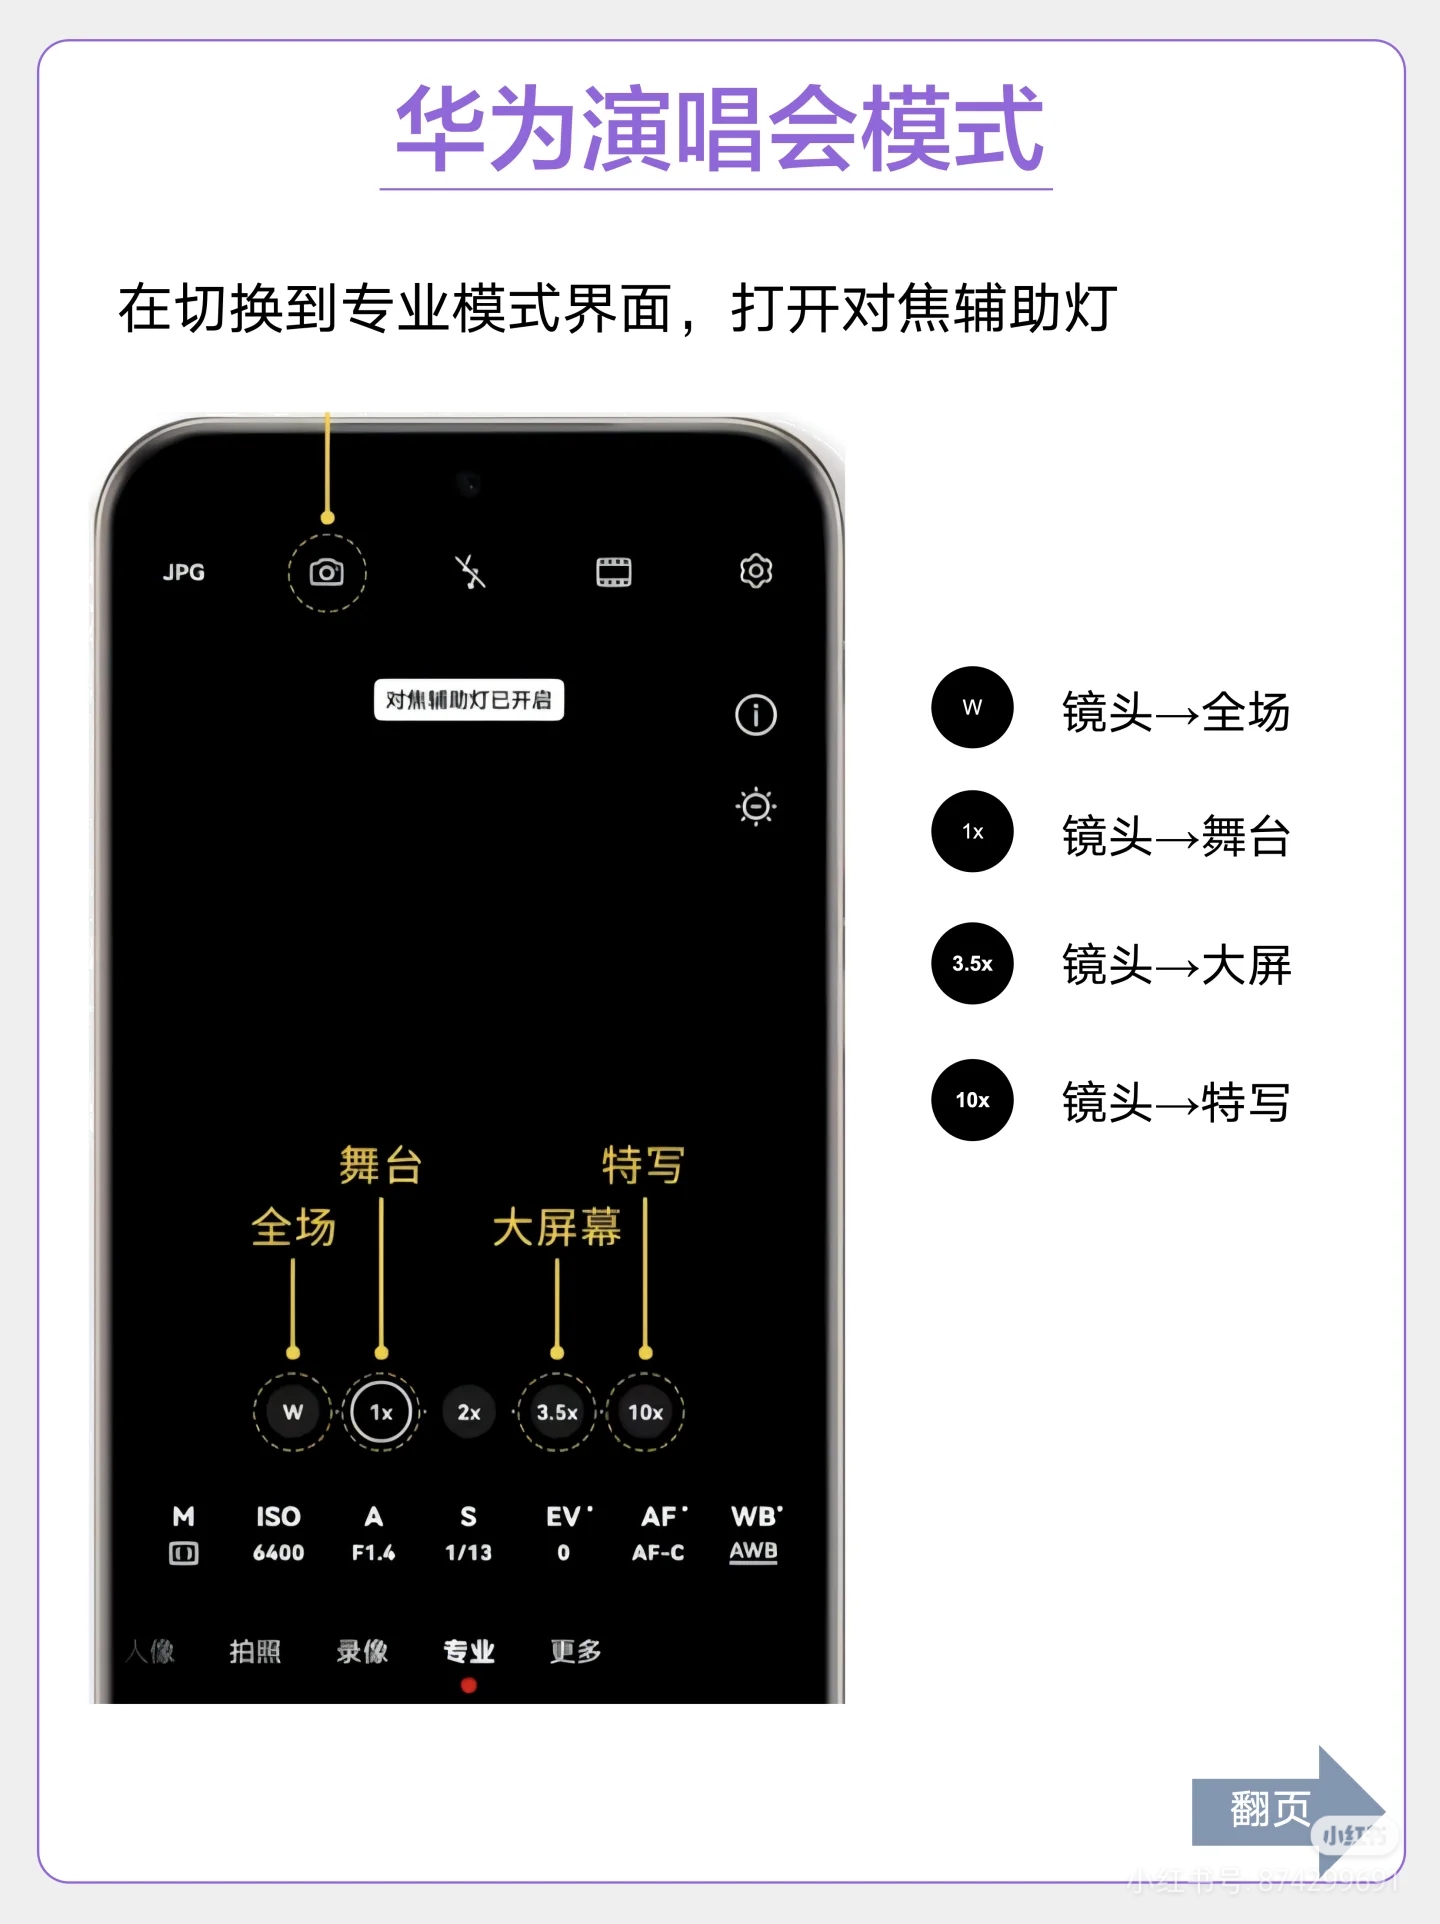 华为演唱会模式
在切换到专业模式界面，打开对焦辅助灯
JPG
对焦辅助灯已开启
W 镜头→全场
1x 镜头→舞台
3.5x 镜头→大屏
10x 镜头→特写
舞台 特写
全场 大屏幕
W 1x 2x 3.5x 10x
M ISO A S EV AF WB
6400 F1.4 1/13 0 AF-C AWB
人像 拍照 录像 专业 更多
翻页
小红书
小红书号: 874299691